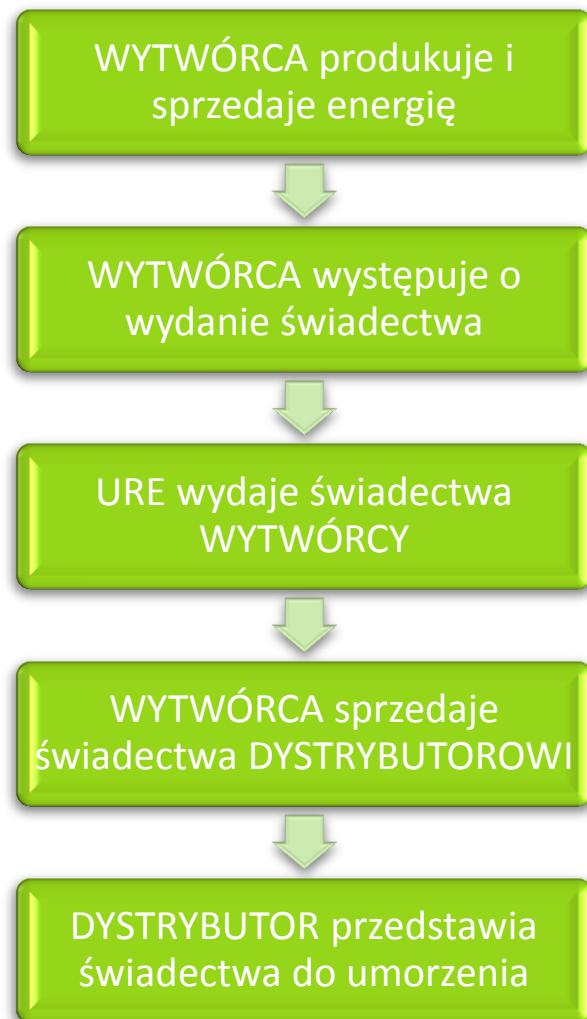 WYTWÓRCA produkuje i
sprzedaje energię
WYTWÓRCA występuje o
wydanie świadectwa
URE wydaje świadectwa
WYTWÓRCY
WYTWÓRCA sprzedaje
świadectwa DYSTRYBUTOROWI
DYSTRYBUTOR przedstawia
świadectwa do umorzenia